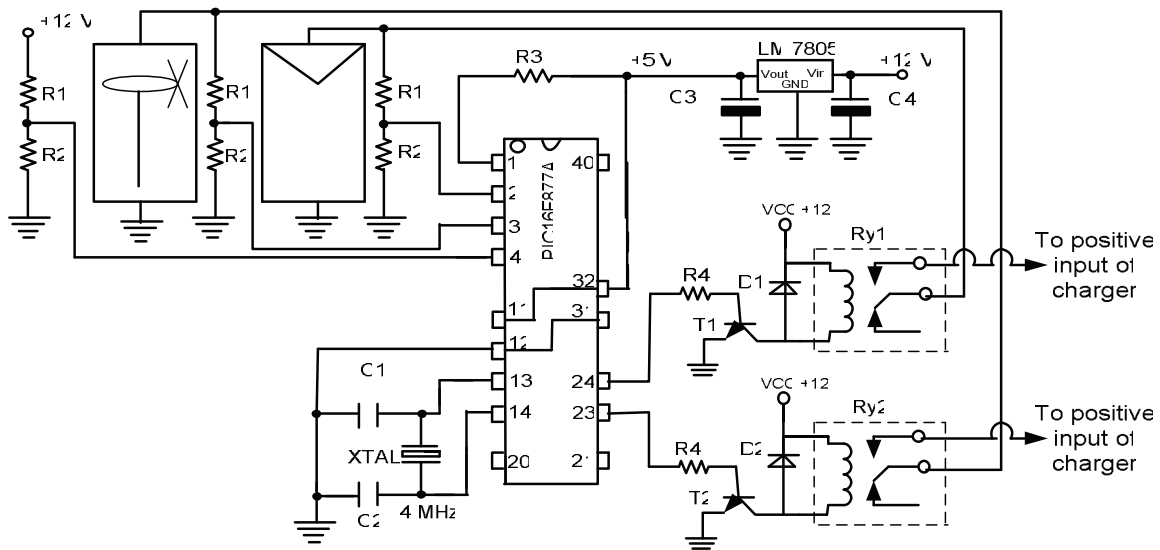 +12 V
R1
R2
R1
R2
R1
R2
R3
+5 V
LM 7805
Vout
Vin
GND
+12 V
C3
C4
PIC16F877A
1
2
3
4
11
12
13
14
20
40
32
31
24
23
21
C1
XTAL
C2
4 MHz
VCC +12
R4
D1
T1
Ry1
To positive
input of
charger
VCC +12
R4
D2
T2
Ry2
To positive
input of
charger